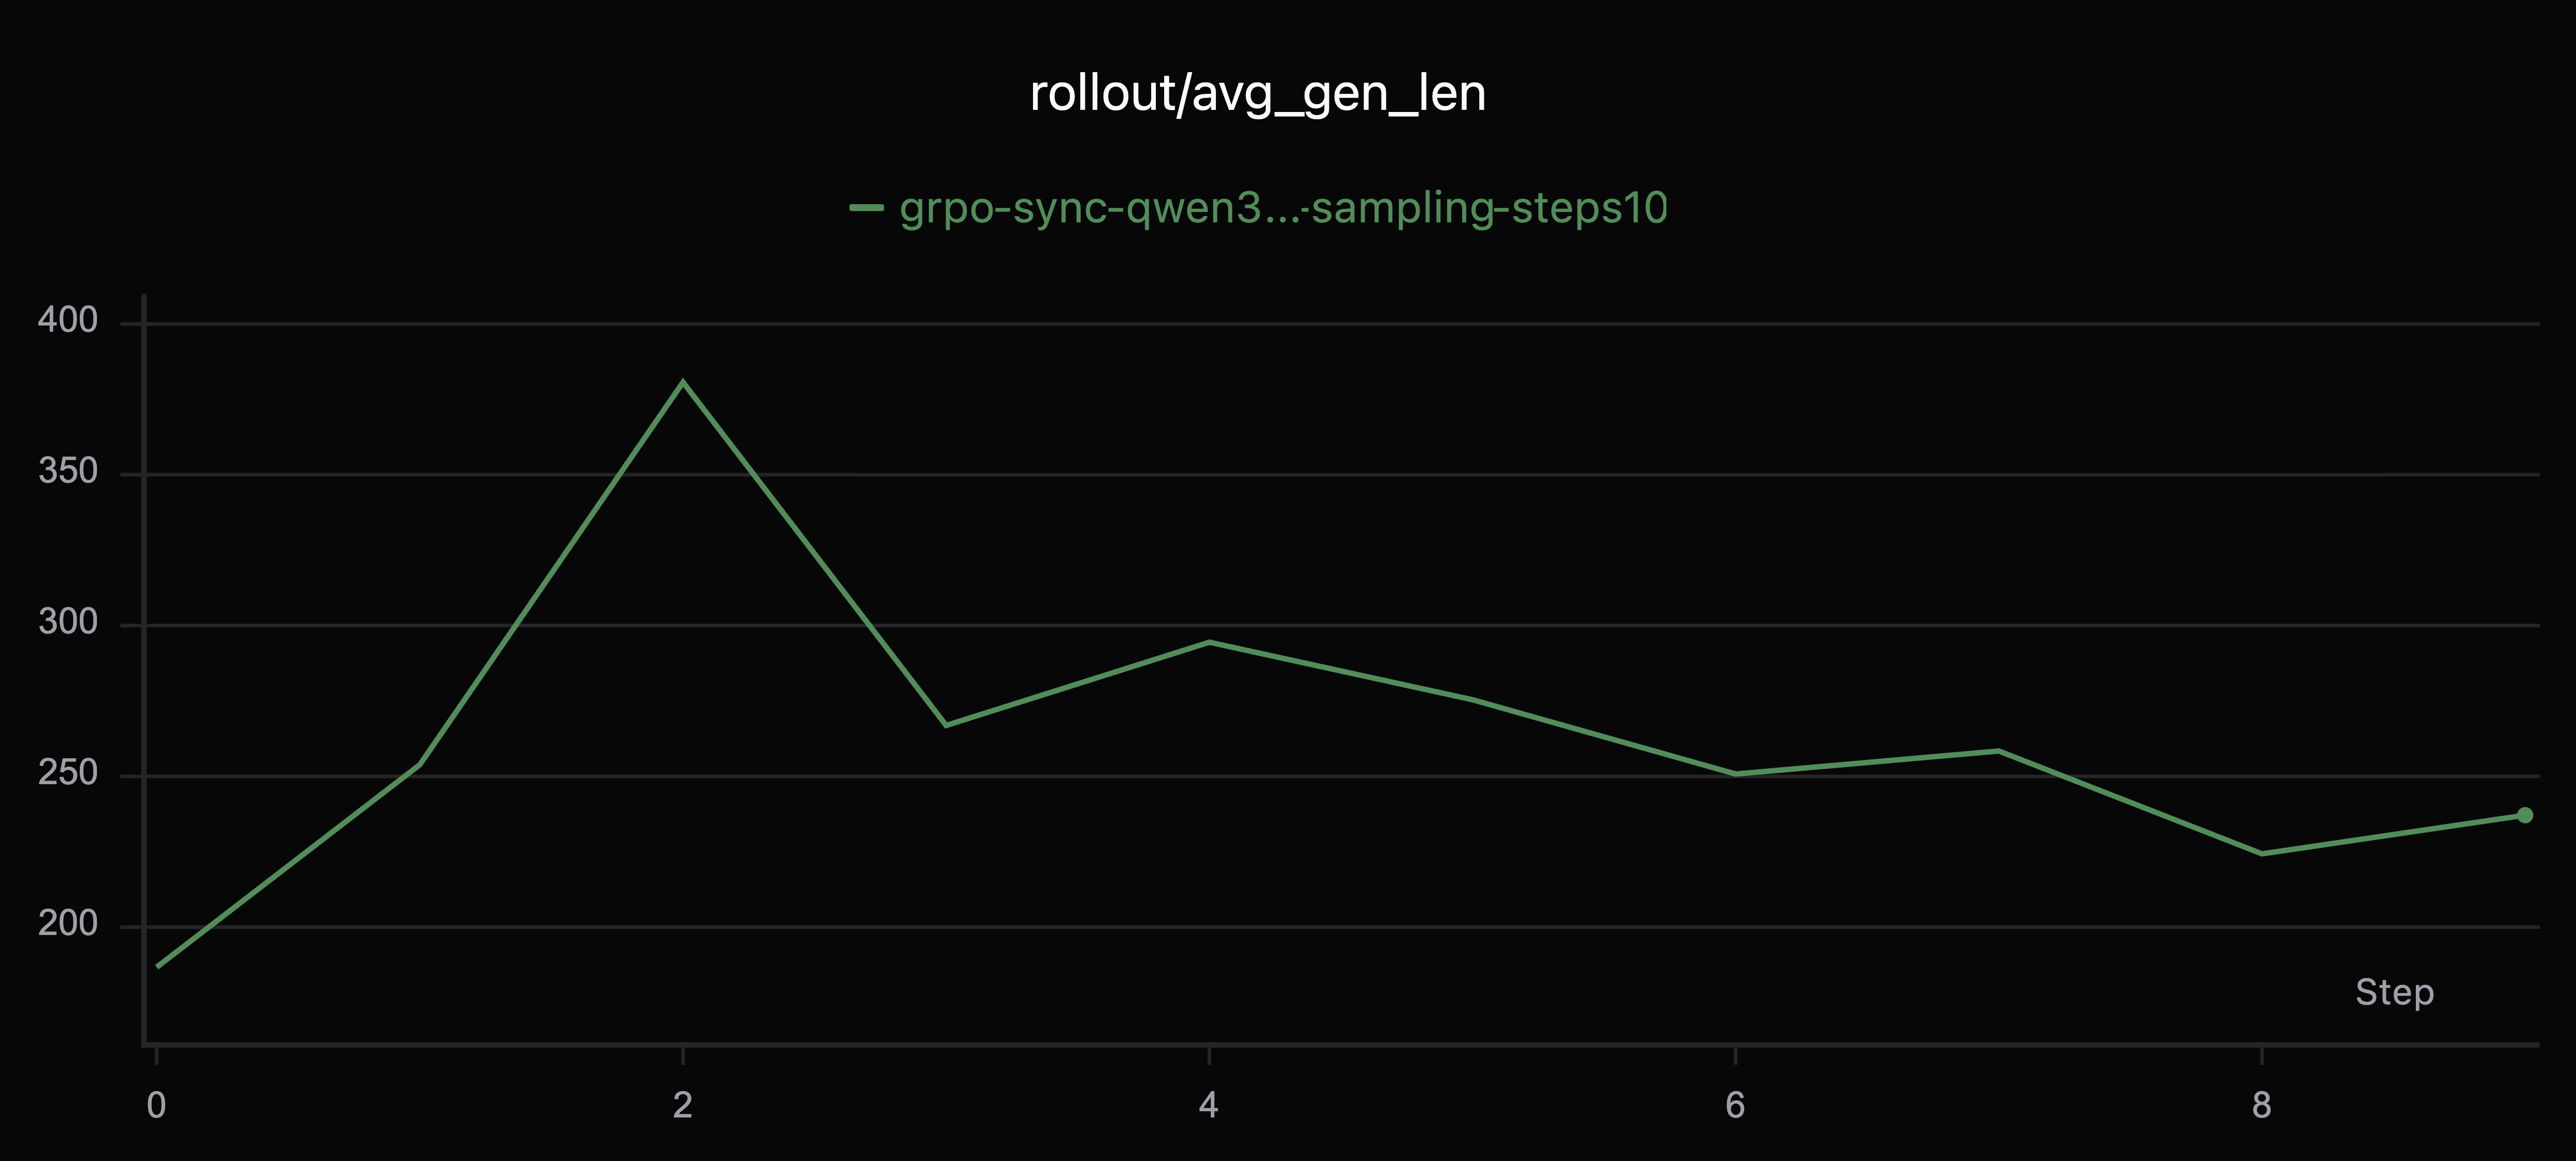 rollout/avg_gen_len
grpo-sync-qwen3...-sampling-steps10
400
350
300
250
200
Step
0 2 4 6 8